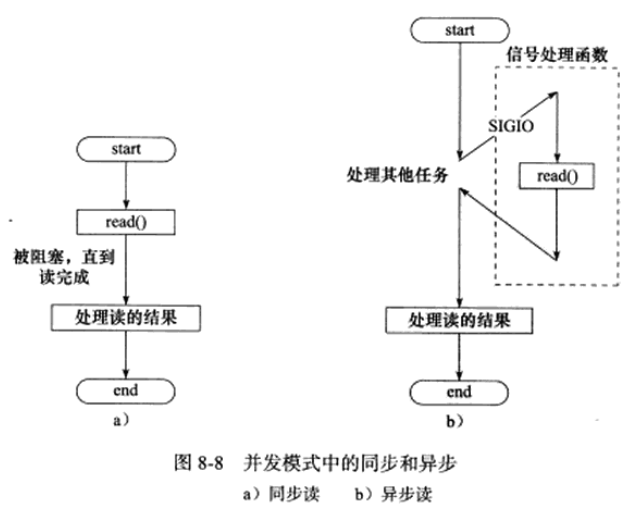 start
read()
被阻塞，直到
读完成
处理读的结果
end
a）
start
信号处理函数
SIGIO
处理其他任务
read()
处理读的结果
end
b）
图 8-8 并发模式中的同步和异步
a）同步读 b）异步读